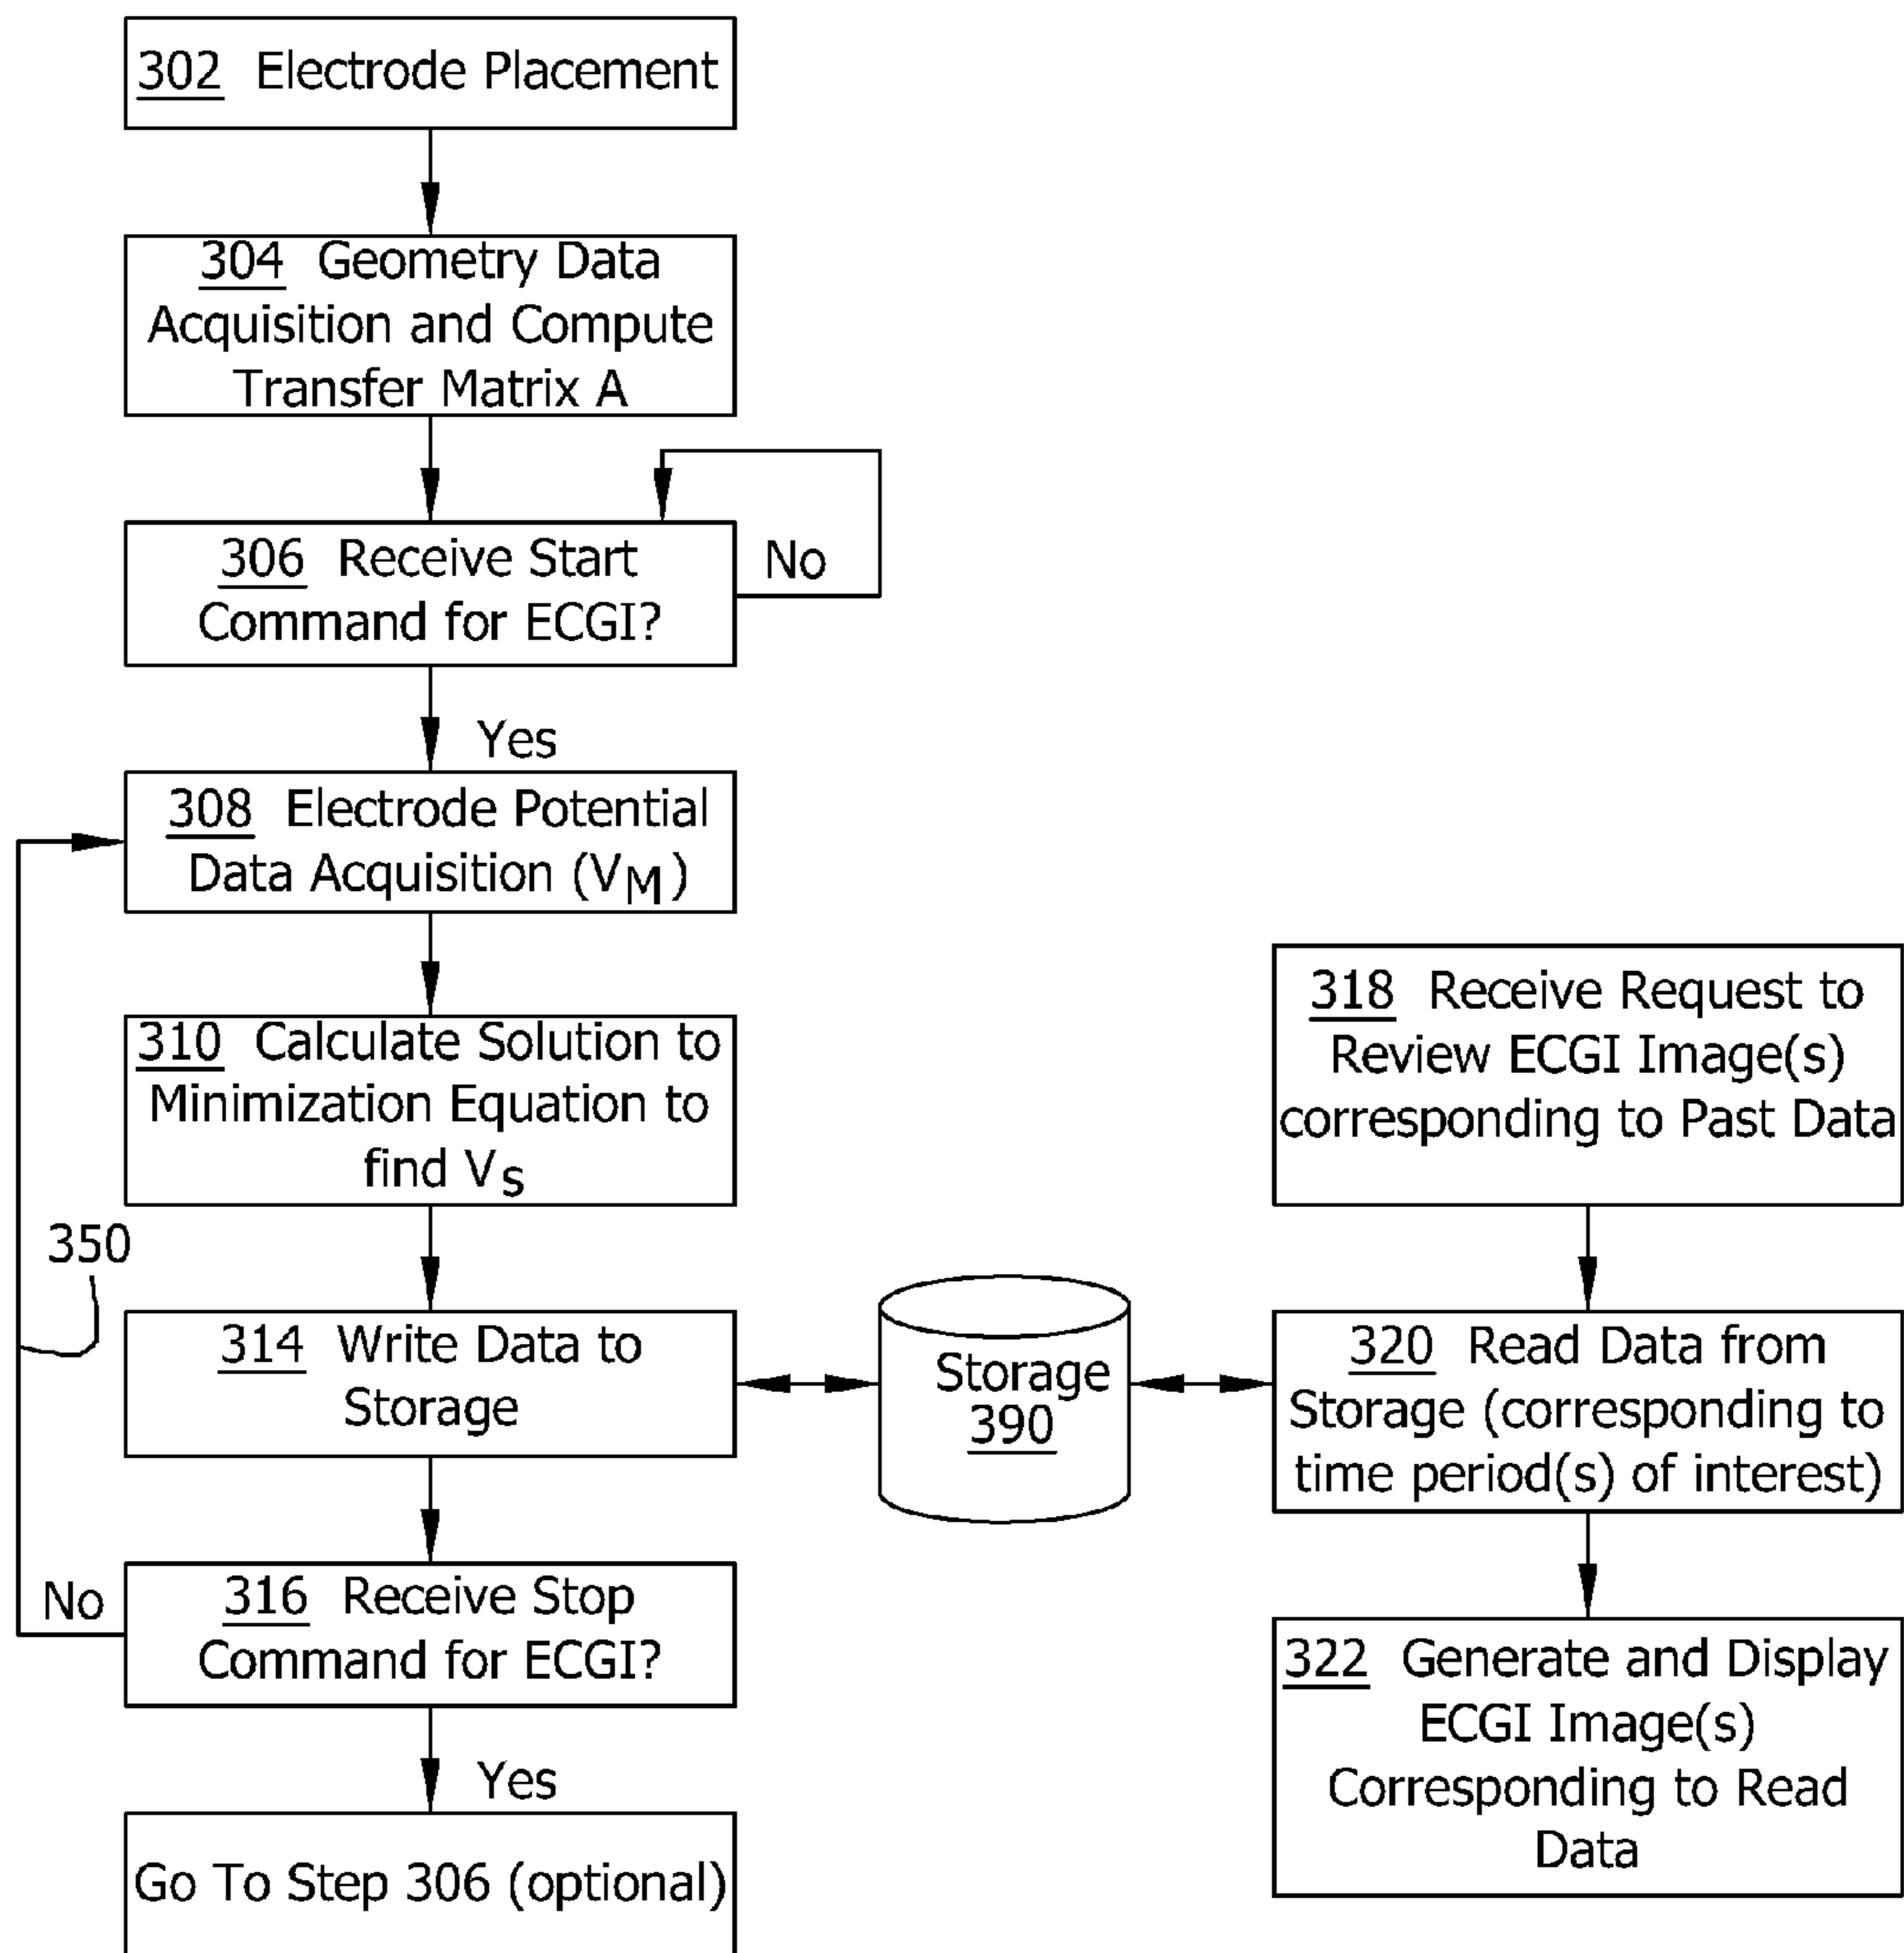 302 Electrode Placement
304 Geometry Data
Acquisition and Compute
Transfer Matrix A
306 Receive Start
Command for ECGI?
No
Yes
308 Electrode Potential
Data Acquisition (VM)
310 Calculate Solution to
Minimization Equation to
find VS
350
314 Write Data to
Storage
Storage
390
No
316 Receive Stop
Command for ECGI?
Yes
Go To Step 306 (optional)
318 Receive Request to
Review ECGI Image(s)
corresponding to Past Data
320 Read Data from
Storage (corresponding to
time period(s) of interest)
322 Generate and Display
ECGI Image(s)
Corresponding to Read
Data